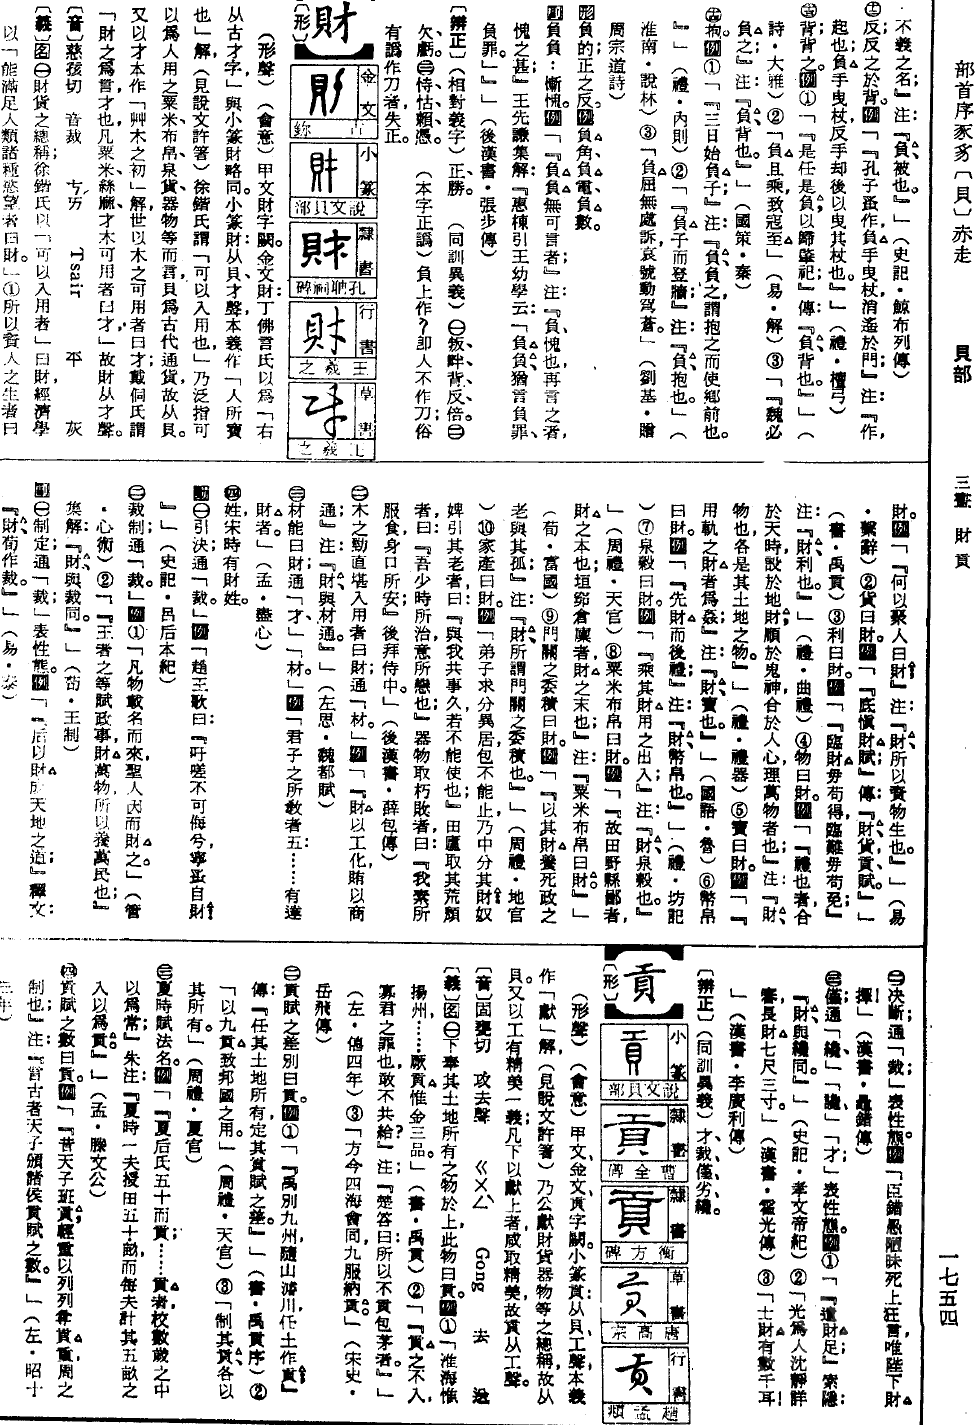 部首序豕豸〔貝〕赤走
貝部
三畫 財 貢
一七五四
不義之名』注：『負被也。』」（史記·鯨布列傳）
反反之於背。例「『孔子蚤作負手曳杖消遙於門』注：『作，
起也負手曳杖反手却後以曳其杖也。』」（禮·檀弓）
背背之。例①「『是任是負以歸肇祀』傳『負背也。』」（
詩·大雅）②「負且乘，致寇至」（易·解）③「『魏必
負之』注『負背也。』」（國策·秦）
抱。例①「『三日始負子』注：『負負之謂抱之而使鄉前也。
』」（禮·內則）②「『負子而登牆』注：『負抱也。』」（
淮南·說林）③「負屈無處訴，哀號動穹蒼。」（劉基·贈
周宗道詩）
形負的正之反。例負角、負電、負數。
副負負：慚愧。例「『負負無可言者』注：『負愧也再言之者，
愧之甚』王先謙集解『惠棟引王幼學云「負負猶言負罪、
負罪。」』」（後漢書·張步傳）
〔辨正〕（相對義字）正、勝。（同訓異義）㊀叛、畔、背、反、倍。㊁
欠、虧。㊂恃、怙、賴、憑。（本字正譌）負上作⺈即人不作刀；俗
有譌作刀者失正。
財
〔形〕
金文 古鉨
小篆 說文貝部
隸書 孔耽祠碑
行書 王羲之
草書 王羲之
（形聲）（會意）甲文財字闕。金文財：丁佛言氏以爲「右
从古才字」與小篆財略同。小篆財：从貝才聲本義作「人所寶
也」解（見說文許箸）徐鍇氏謂「可以入用也」乃泛指可
以爲人用之粟米布帛泉貨器物等而言貝爲古代通貨故从貝。
又以才本作「艸木之初」解世以木之可用者曰才；戴侗氏謂
「財之爲言才也凡粟米絲麻才木可用者曰才」故財从才聲。
〔音〕慈孩切 音裁 ㄘㄞˊ Tsair 平 灰
〔義〕名㊀財貨之總稱徐鍇氏以「可以入用者」曰財；經濟學
以「能滿足人類諸種慾望者曰財。」①所以資人之生者曰
財。例「『何以聚人曰財』注：『財所以資物生也。』」（易
·繫辭）②貨曰財。例「『底愼財賦』傳『財貨貢賦。』」
（書·禹貢）③利曰財。例「『臨財毋苟得，臨難毋苟免』
注：『財利也。』」（禮·曲禮）④物曰財。例「『禮也者合
於天時設於地財順於鬼神合於人心理萬物者也』注：『財
物也各是其土地之物』」（禮·禮器）⑤寶曰財。例「『
用軌之財者爲姦』注：『財寶也。』」（國語·魯）⑥幣帛
曰財。例「『先財而後禮』注：『財幣帛也。』」（禮·坊記
）⑦泉穀曰財。例「『乘其財用之出入』注：『財泉穀也。』
」（周禮·天官）⑧粟米布帛曰財。例「『故田野縣鄙者，
財之本也；垣窌倉廩者，財之末也』注：『粟米布帛曰財』」
（荀·富國）⑨門關之委積曰財。例「『以其財養死政之
老與其孤』注：『財所謂門關之委積也。』」（周禮·地官
）⑩家產曰財。例「弟子求分異居包不能止乃中分其財，奴
婢引其老者曰：『與我共事久若不能使也』田廬取其荒頓
者曰：『吾少時所治意所戀也』器物取朽敗者曰：『我素所
服食，身口所安』後拜侍中。」（後漢書·薛包傳）
㊁木之勁直堪入用者曰財通「材」。例「『財以工化，賄以商
通』注：『財與材通。』」（左思·魏都賦）
㊂材能曰財通「才」、「材」。例「君子之所敎者五：……有達
財者」（孟·盡心）
㊃姓，宋時有財姓。
動㊀引決通「裁」例「趙王歌曰：『吁嗟不可悔兮，寧蚤自財
』」（史記·呂后本紀）
㊁裁制通「裁」。例①「凡物載名而來，聖人因而財之。」（管
·心術）②「『王者之等賦政事，財萬物所以養萬民也』
集解『財與裁同。』」（荀·王制）
副㊀制定通「裁」表性態。例「『后以財成天地之道』釋文：
『財荀作裁。』」（易·泰）
㊁決斷通「裁」表性態。例「臣錯愚陋，昧死上狂言，唯陛下財
擇」（漢書·鼂錯傳）
㊂僅通「纔」、「讒」、「才」表性態。例①「『遺財足』索隱
『財與纔同。』」（史記·孝文帝紀）②「光爲人沈靜詳
審長財七尺三寸。」（漢書·霍光傳）③「士財有數千耳
」（漢書·李廣利傳）
〔辨正〕（同訓異義）才、裁、僅、劣、纔。
貢
〔形〕
小篆 說文貝部
隸書 曹全碑
隸書 衡方碑
草書 唐高宗
行書 趙孟頫
（形聲）（會意）甲文、金文貢字闕。小篆貢：从貝工聲本義
作「獻」解（見說文許箸）乃公獻財貨器物等之總稱，故从
貝。又以工有精美一義，凡下以獻上者咸取精美，故貢从工聲。
〔音〕固甕切 攻去聲 ㄍㄨㄥˋ Gong 去 送
〔義〕名㊀下奉其土地所有之物於上此物曰貢。例①「淮海惟
揚州……厥貢惟金三品。」（書·禹貢）②「『貢之不入，
寡君之罪也，敢不共給？』注：『楚答曰：所以不貢包茅者。』」
（左·僖四年）③「方今四海會同，九服納貢」（宋史·
岳飛傳）
㊁貢賦之差別曰貢。例①「『禹別九州，隨山濬川任土作貢』
傳『任其土地所有定其貢賦之差。』」（書·禹貢序）②
「以九貢致邦國之用。」（周禮·天官）③「制其貢各以
其所有。」（周禮·夏官）
㊂夏時賦法名。例「『夏后氏五十而貢……貢者校數歲之中
以爲常』朱注：『夏時一夫授田五十畝而每夫計其五畝之
入以爲貢。』」（孟·滕文公）
㊃貢賦之數曰貢。例「『昔天子班貢，輕重以列，列尊貢重，周之
制也』注：『言古者天子頒諸侯貢賦之數。』」（左·昭十
三年）